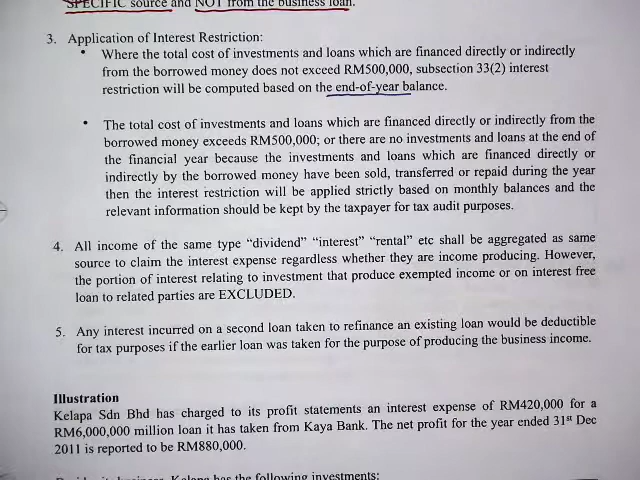 SPECIFIC source and NOT from the business loan.
3. Application of Interest Restriction:
• Where the total cost of investments and loans which are financed directly or indirectly
from the borrowed money does not exceed RM500,000, subsection 33(2) interest
restriction will be computed based on the end-of-year balance.
• The total cost of investments and loans which are financed directly or indirectly from the
borrowed money exceeds RM500,000; or there are no investments and loans at the end of
the financial year because the investments and loans which are financed directly or
indirectly by the borrowed money have been sold, transferred or repaid during the year
then the interest restriction will be applied strictly based on monthly balances and the
relevant information should be kept by the taxpayer for tax audit purposes.
4. All income of the same type “dividend” “interest” “rental” etc shall be aggregated as same
source to claim the interest expense regardless whether they are income producing. However,
the portion of interest relating to investment that produce exempted income or on interest free
loan to related parties are EXCLUDED.
5. Any interest incurred on a second loan taken to refinance an existing loan would be deductible
for tax purposes if the earlier loan was taken for the purpose of producing the business income.
Illustration
Kelapa Sdn Bhd has charged to its profit statements an interest expense of RM420,000 for a
RM6,000,000 million loan it has taken from Kaya Bank. The net profit for the year ended 31st Dec
2011 is reported to be RM880,000.
Kelapa has the following investments: